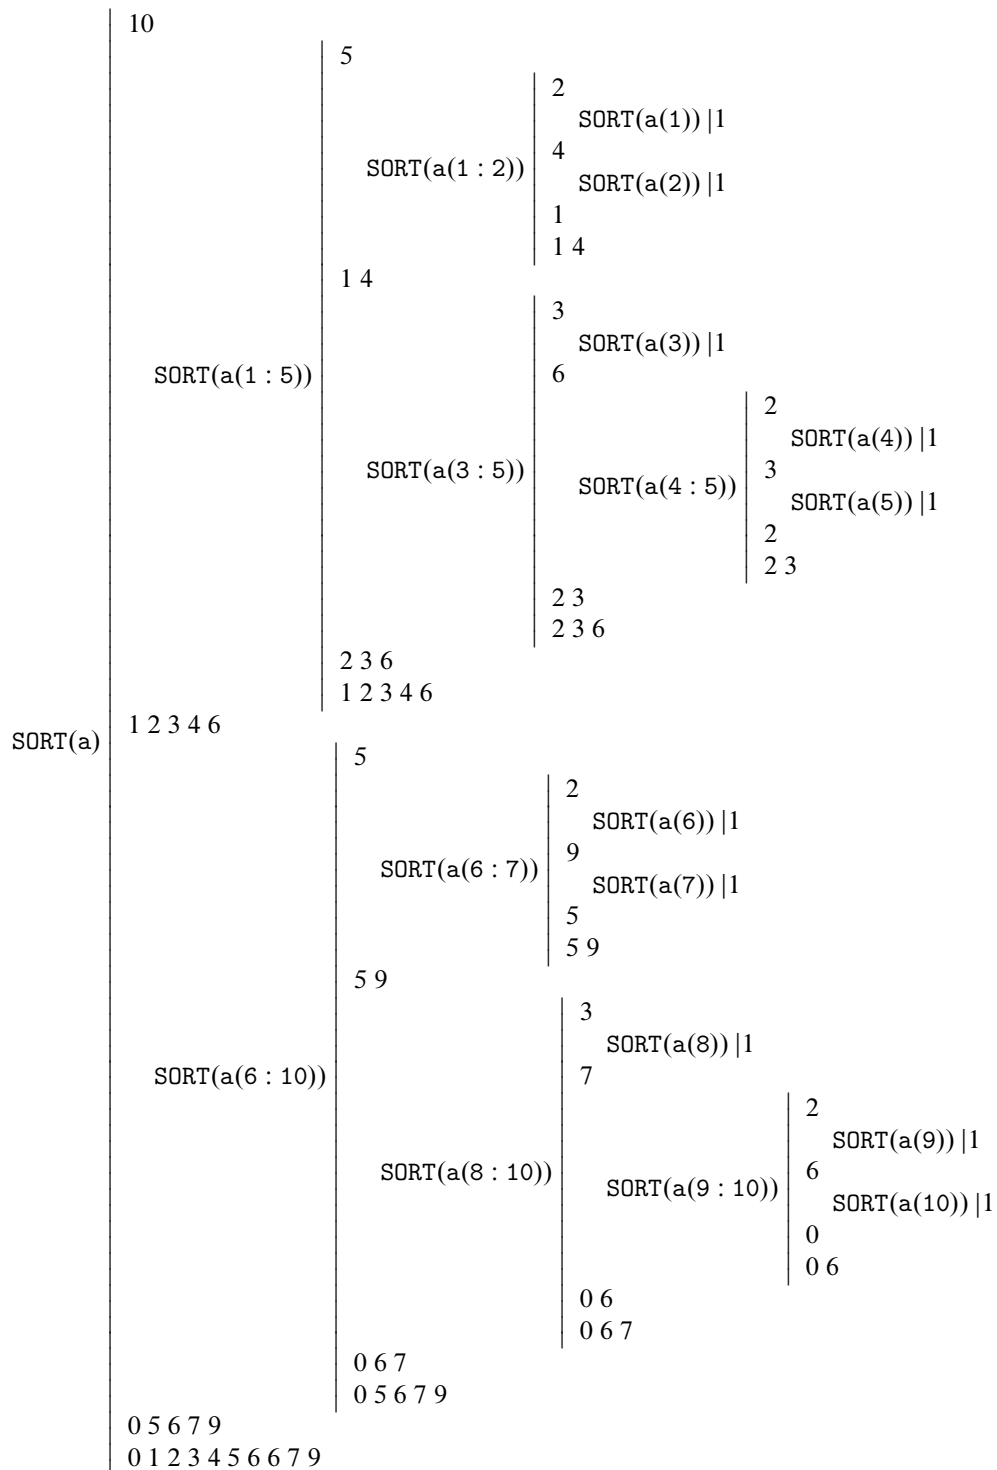 10
5
2
SORT(a(1)) |1
4
SORT(a(1 : 2))
SORT(a(2)) |1
1
1 4
1 4
3
SORT(a(3)) |1
6
SORT(a(1 : 5))
2
SORT(a(4)) |1
3
SORT(a(3 : 5))
SORT(a(4 : 5))
SORT(a(5)) |1
2
2 3
2 3
2 3 6
2 3 6
1 2 3 4 6
1 2 3 4 6
SORT(a)
5
2
SORT(a(6)) |1
9
SORT(a(6 : 7))
SORT(a(7)) |1
5
5 9
5 9
3
SORT(a(8)) |1
7
SORT(a(6 : 10))
2
SORT(a(9)) |1
6
SORT(a(8 : 10))
SORT(a(9 : 10))
SORT(a(10)) |1
0
0 6
0 6
0 6 7
0 6 7
0 5 6 7 9
0 5 6 7 9
0 1 2 3 4 5 6 6 7 9